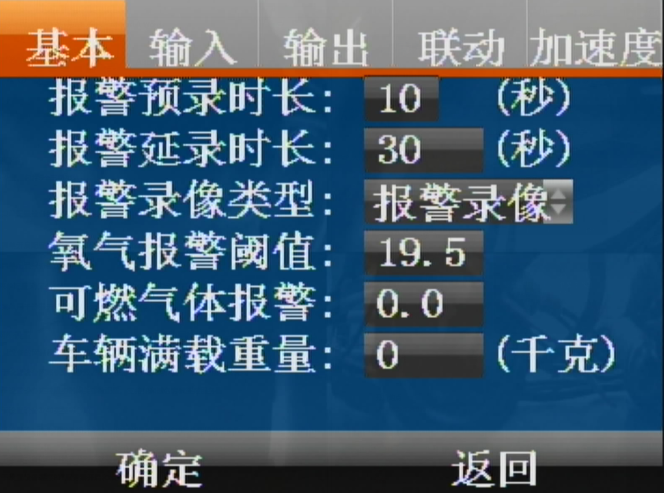 基本 输入 输出 联动 加速度
报警预录时长: 10 (秒)
报警延录时长: 30 (秒)
报警录像类型: 报警录像
氧气报警阈值: 19.5
可燃气体报警: 0.0
车辆满载重量: 0 (千克)
确定 返回